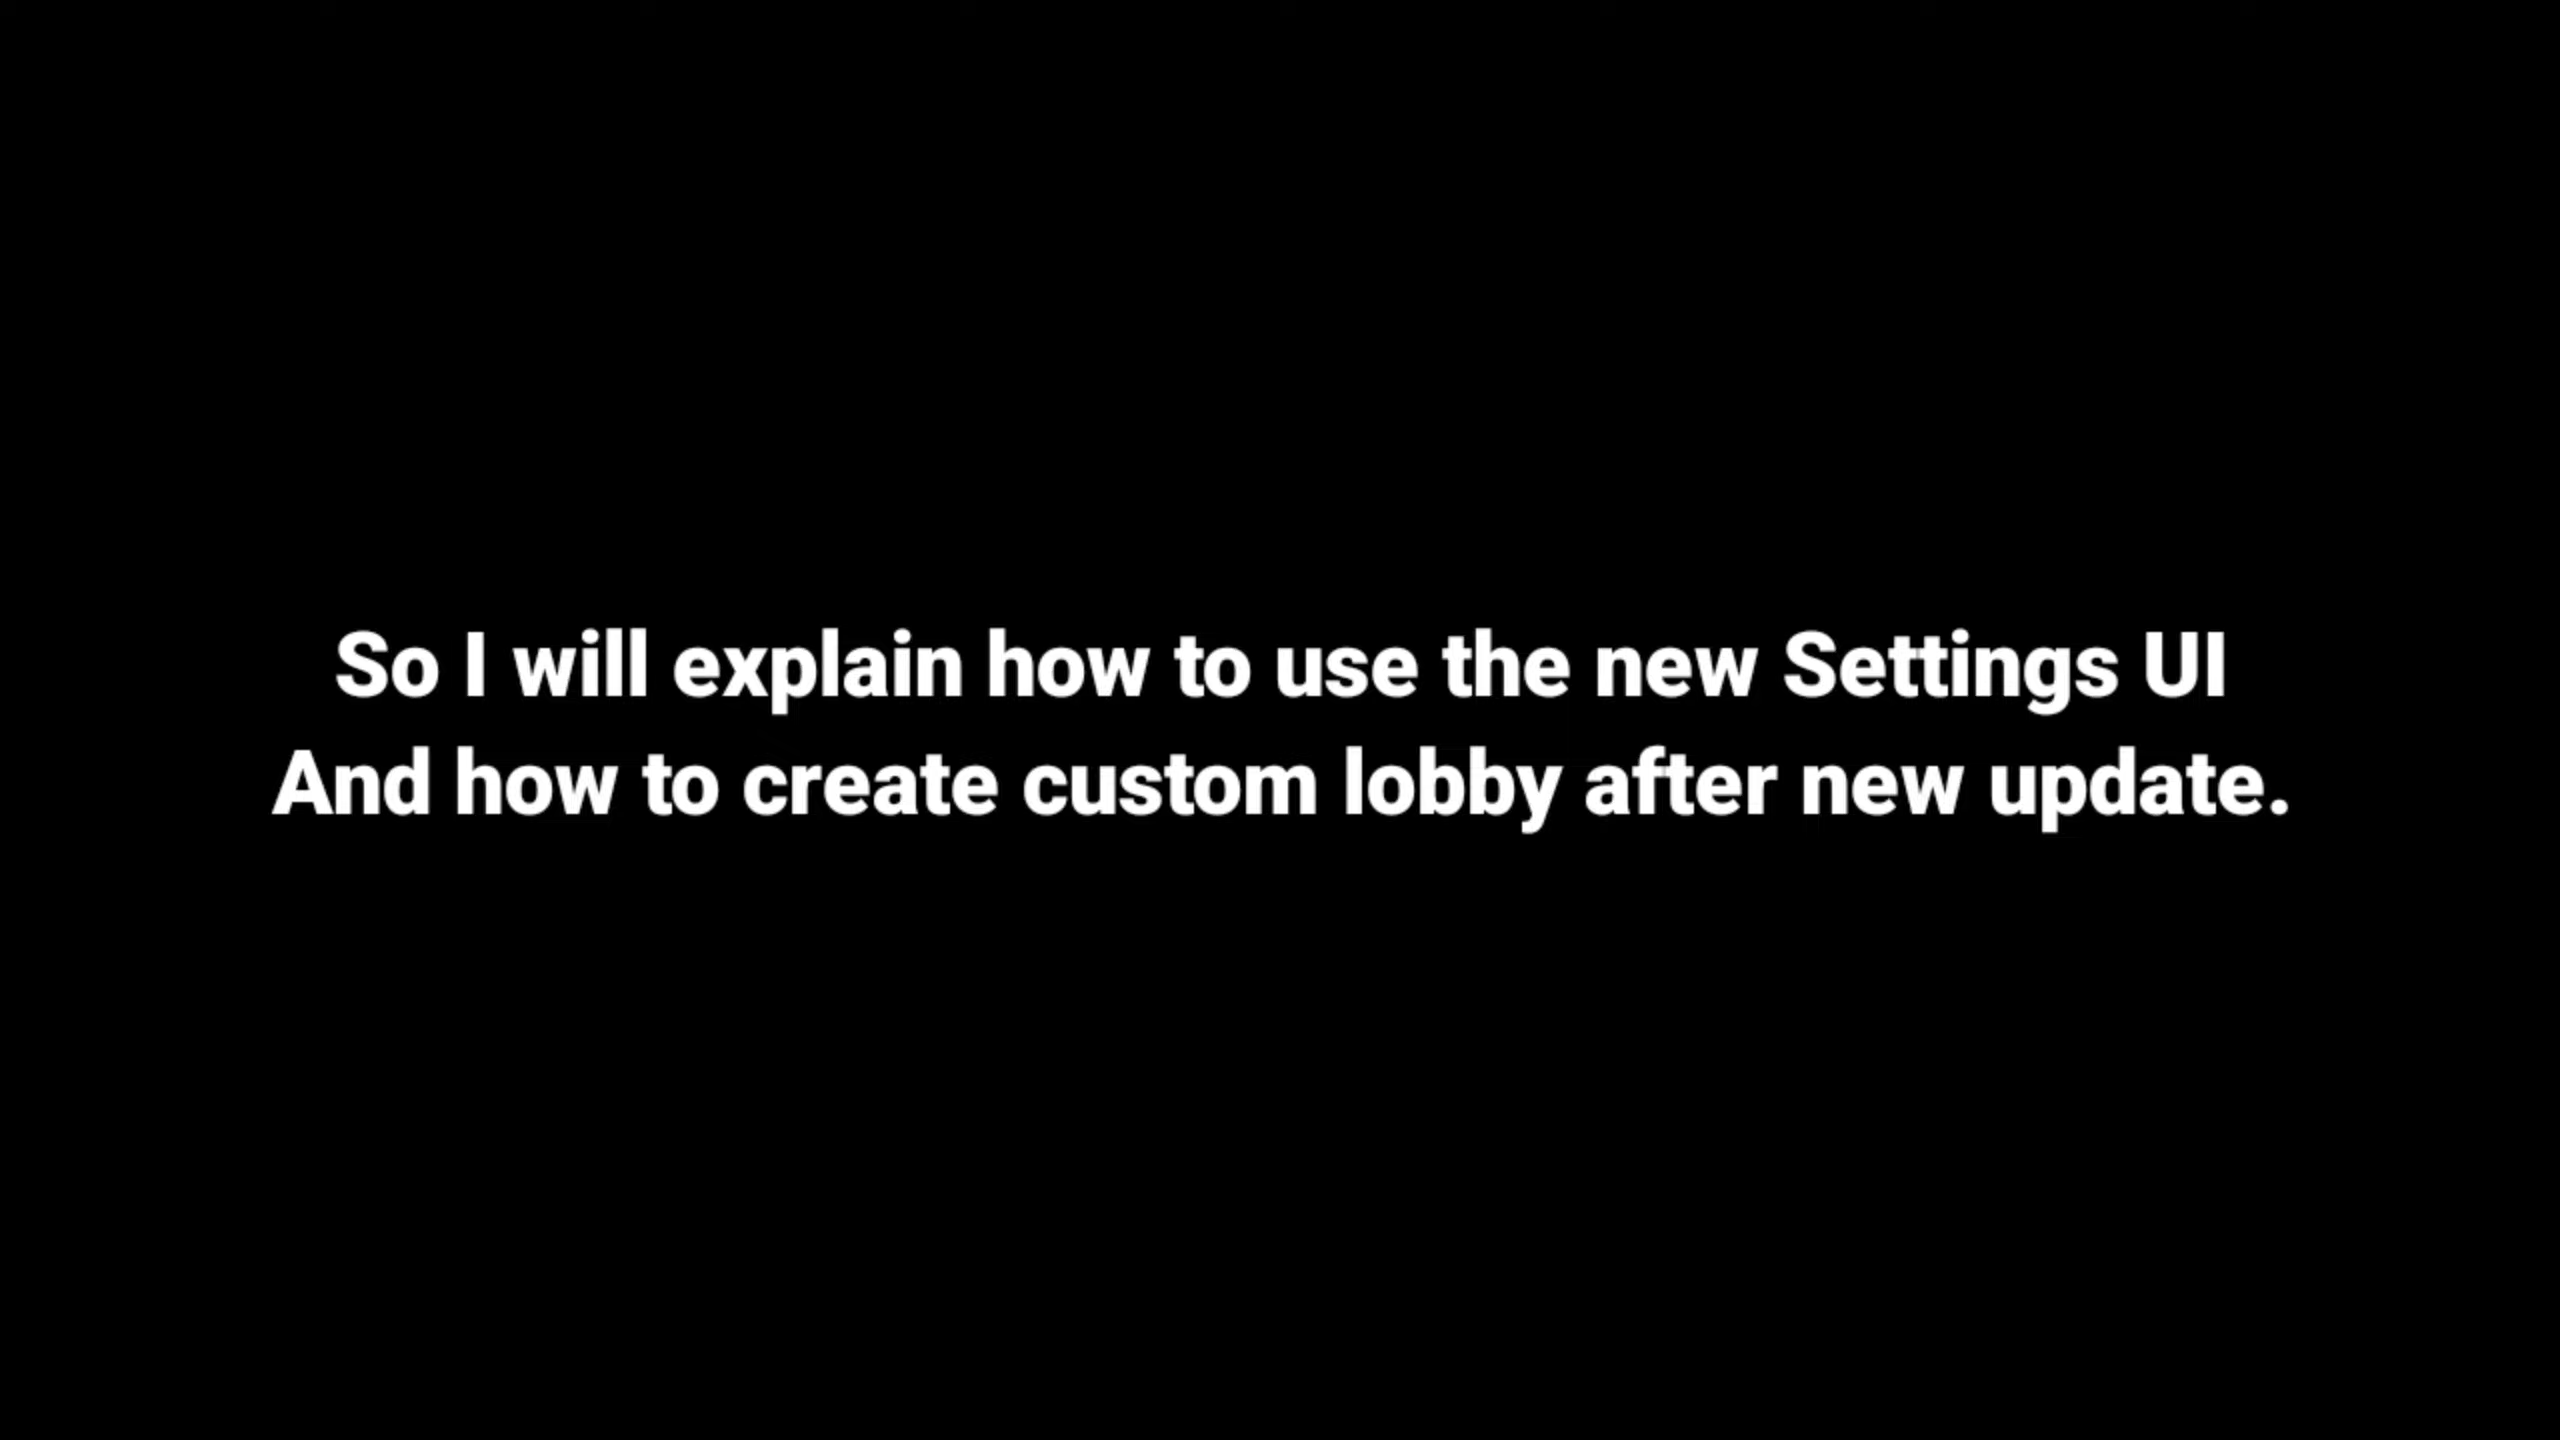 So I will explain how to use the new Settings UI
And how to create custom lobby after new update.